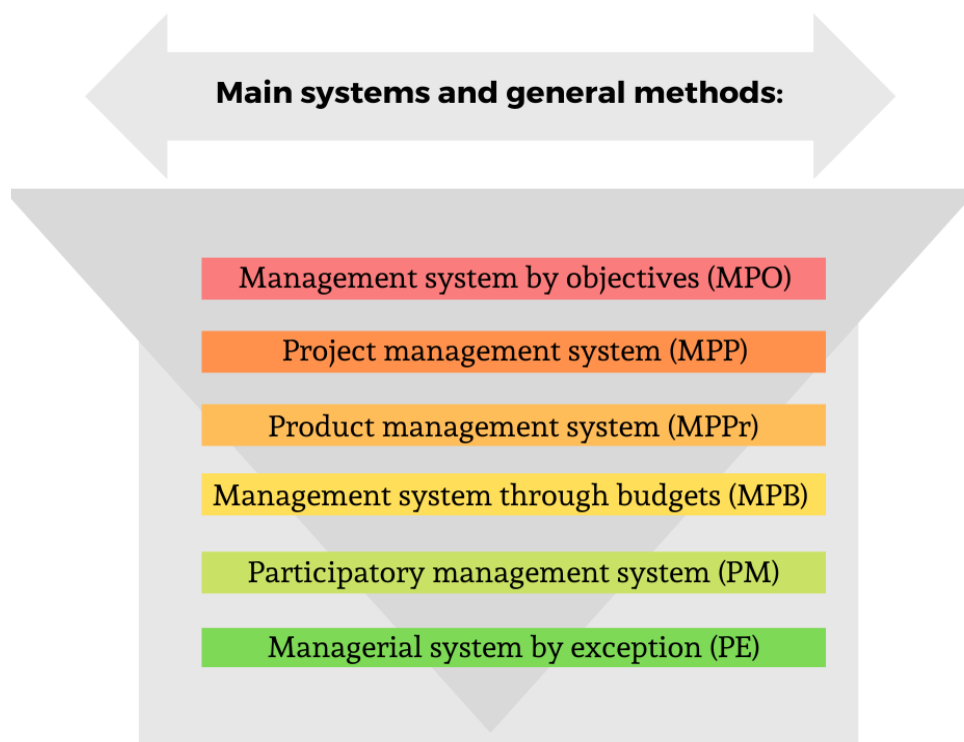 Main systems and general methods:
Management system by objectives (MPO)
Project management system (MPP)
Product management system (MPPr)
Management system through budgets (MPB)
Participatory management system (PM)
Managerial system by exception (PE)